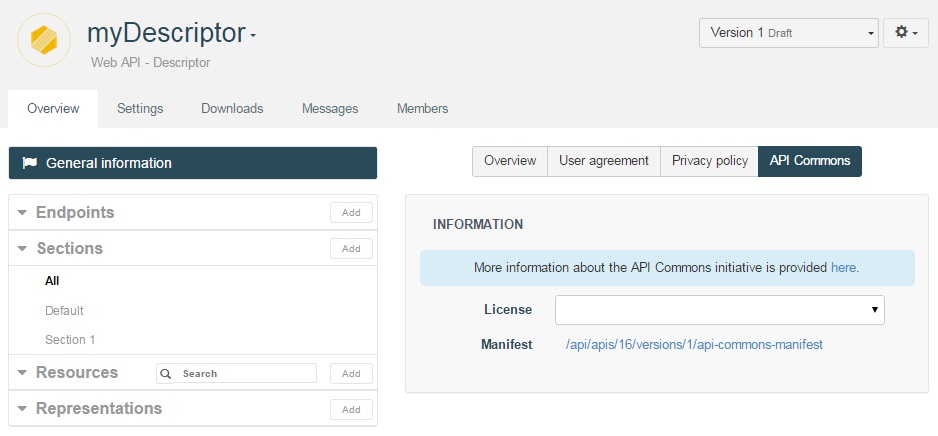 myDescriptor
Version 1 Draft
Web API - Descriptor
Overview Settings Downloads Messages Members
General information
Overview User agreement Privacy policy API Commons
Endpoints Add
INFORMATION
Sections Add
More information about the API Commons initiative is provided here.
All
Default
License
Section 1
Manifest /api/apis/16/versions/1/api-commons-manifest
Resources Search Add
Representations Add